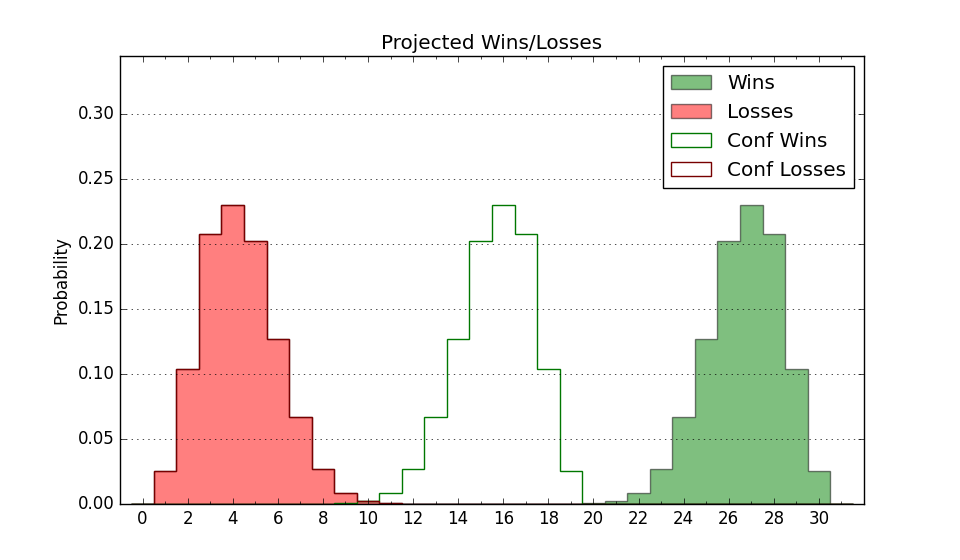 Projected Wins/Losses
Wins
Losses
Conf Wins
Conf Losses
Probability
0.30
0.25
0.20
0.15
0.10
0.05
0.00
0 2 4 6 8 10 12 14 16 18 20 22 24 26 28 30